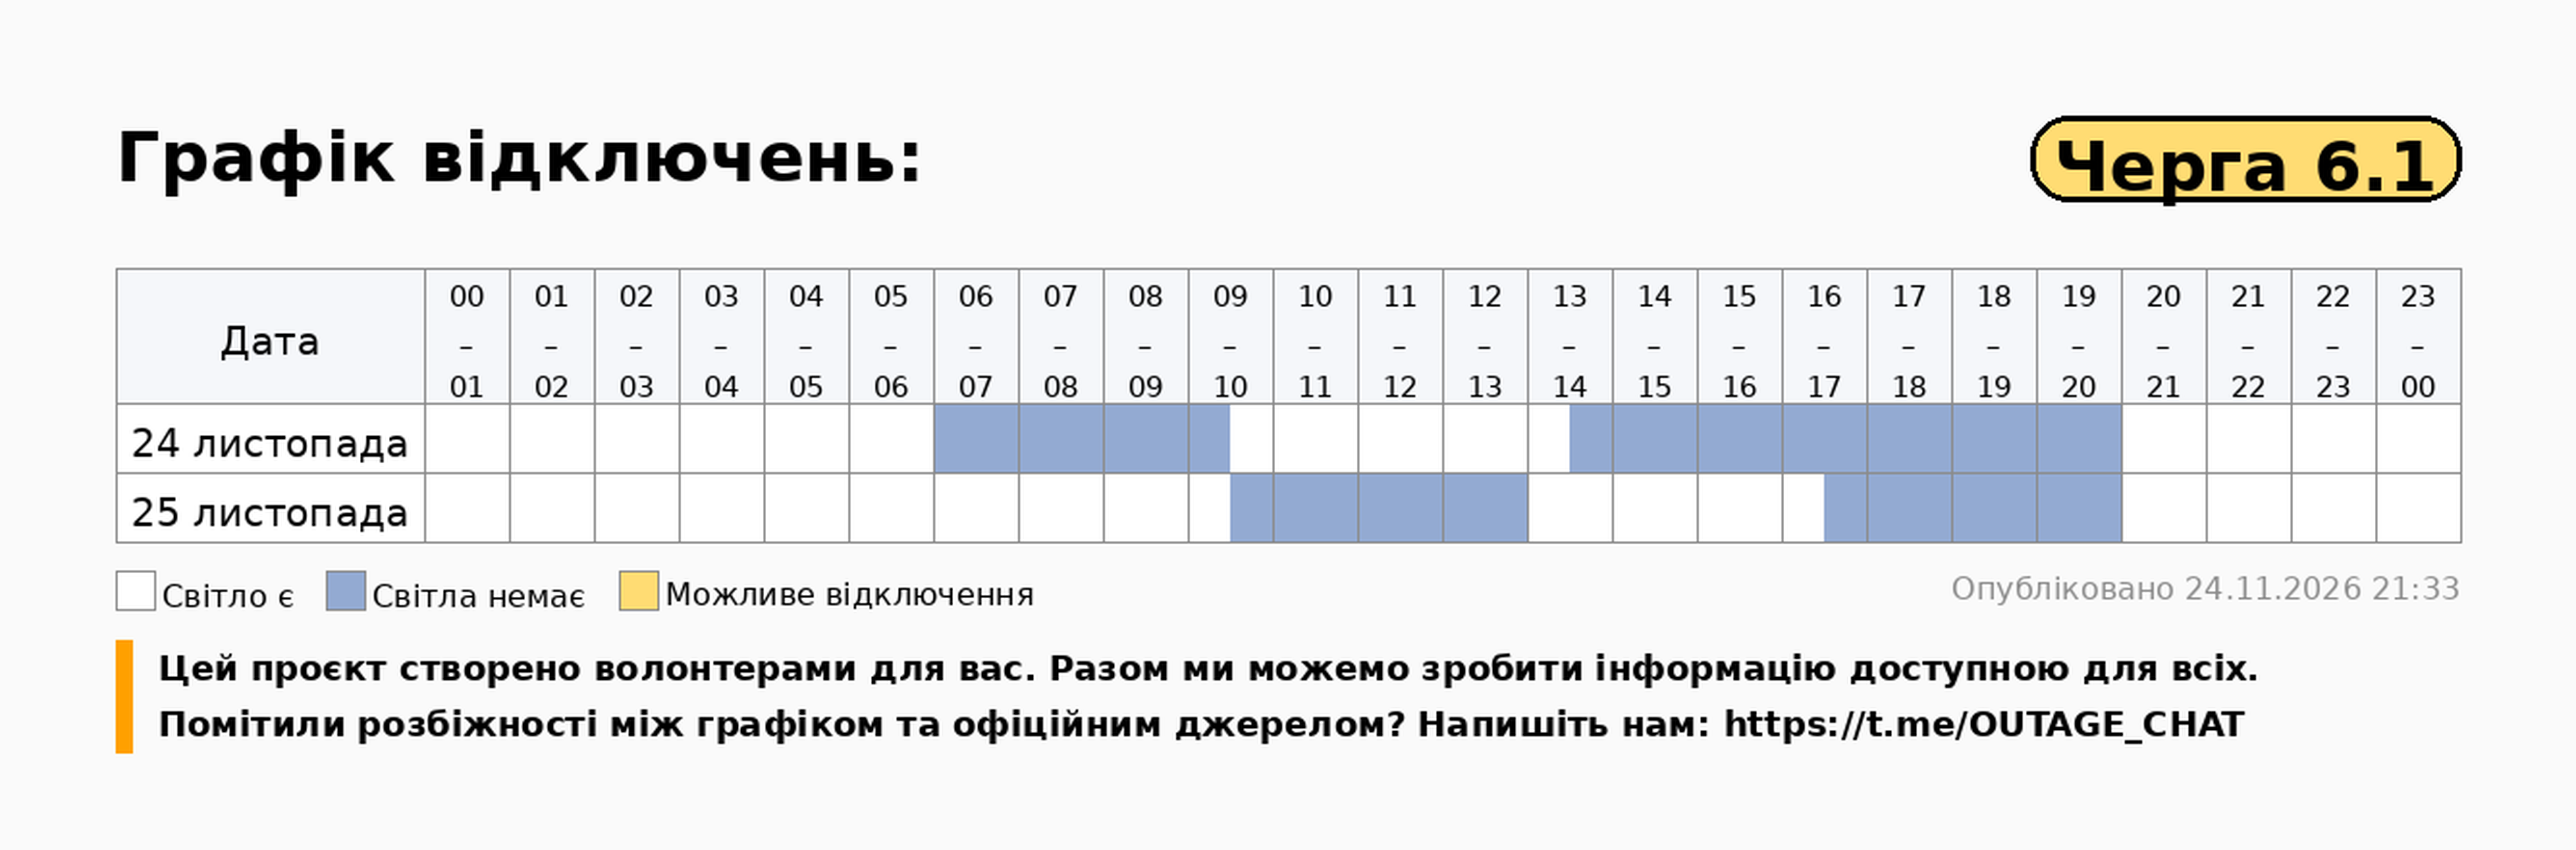 Графік відключень:
Черга 6.1
Дата 00 – 01 01 – 02 02 – 03 03 – 04 04 – 05 05 – 06 06 – 07 07 – 08 08 – 09 09 – 10 10 – 11 11 – 12 12 – 13 13 – 14 14 – 15 15 – 16 16 – 17 17 – 18 18 – 19 19 – 20 20 – 21 21 – 22 22 – 23 23 – 00
24 листопада
25 листопада
Світло є Світла немає Можливе відключення
Опубліковано 24.11.2026 21:33
Цей проєкт створено волонтерами для вас. Разом ми можемо зробити інформацію доступною для всіх.
Помітили розбіжності між графіком та офіційним джерелом? Напишіть нам: https://t.me/OUTAGE_CHAT